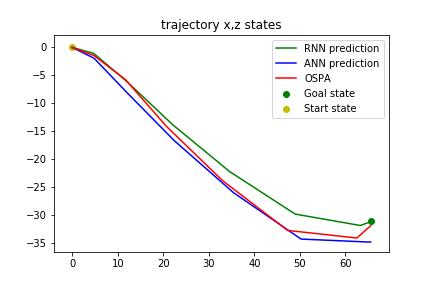 trajectory x,z states
RNN prediction
ANN prediction
OSPA
Goal state
Start state
0
−5
−10
−15
−20
−25
−30
−35
0 10 20 30 40 50 60